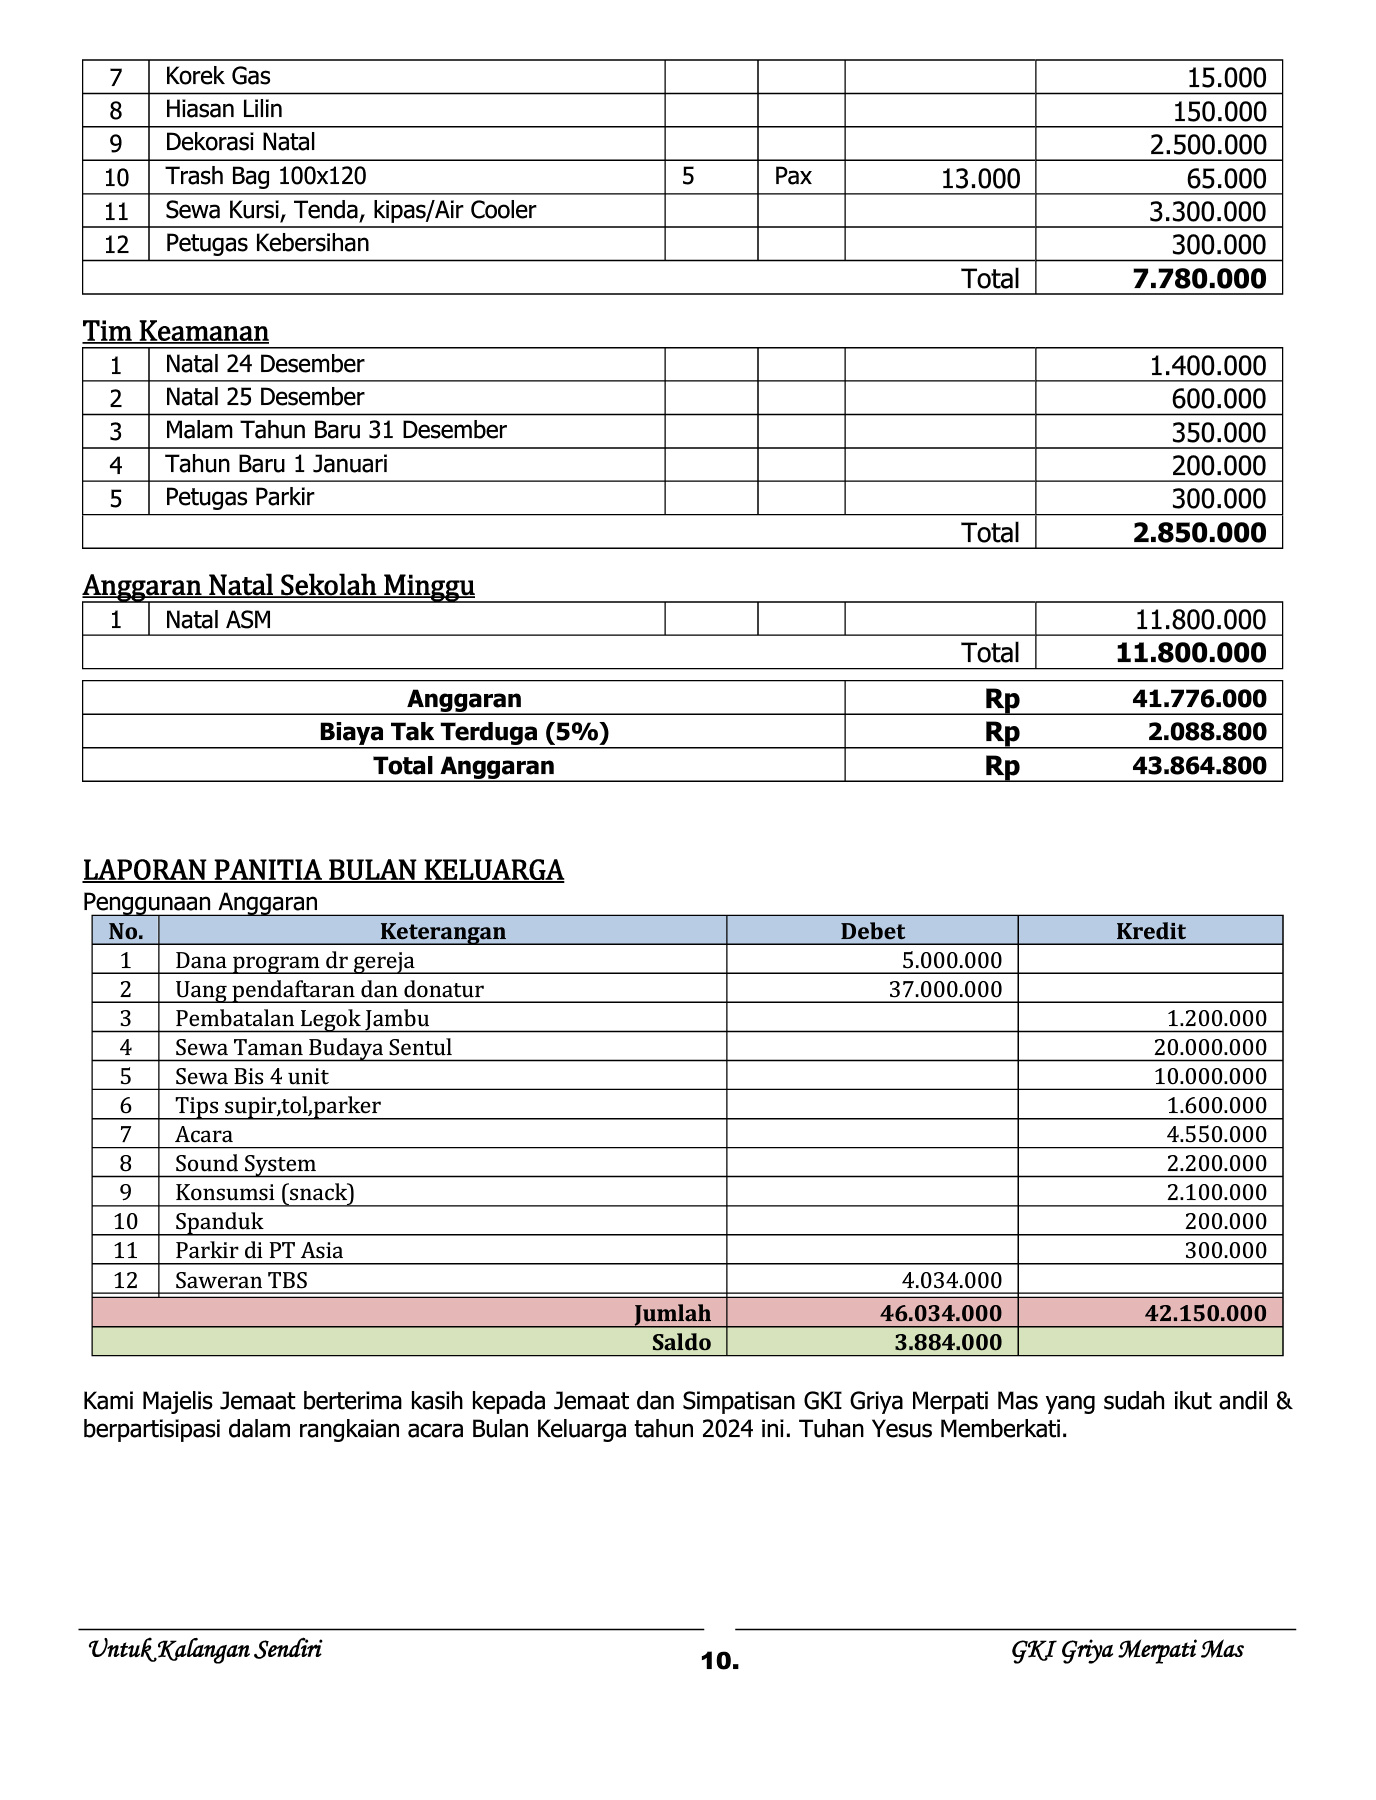 7 Korek Gas 15.000
8 Hiasan Lilin 150.000
9 Dekorasi Natal 2.500.000
10 Trash Bag 100x120 5 Pax 13.000 65.000
11 Sewa Kursi, Tenda, kipas/Air Cooler 3.300.000
12 Petugas Kebersihan 300.000
Total 7.780.000
Tim Keamanan
1 Natal 24 Desember 1.400.000
2 Natal 25 Desember 600.000
3 Malam Tahun Baru 31 Desember 350.000
4 Tahun Baru 1 Januari 200.000
5 Petugas Parkir 300.000
Total 2.850.000
Anggaran Natal Sekolah Minggu
1 Natal ASM 11.800.000
Total 11.800.000
Anggaran Rp 41.776.000
Biaya Tak Terduga (5%) Rp 2.088.800
Total Anggaran Rp 43.864.800
LAPORAN PANITIA BULAN KELUARGA
Penggunaan Anggaran
No. Keterangan Debet Kredit
1 Dana program dr gereja 5.000.000
2 Uang pendaftaran dan donatur 37.000.000
3 Pembatalan Legok Jambu 1.200.000
4 Sewa Taman Budaya Sentul 20.000.000
5 Sewa Bis 4 unit 10.000.000
6 Tips supir,tol,parker 1.600.000
7 Acara 4.550.000
8 Sound System 2.200.000
9 Konsumsi (snack) 2.100.000
10 Spanduk 200.000
11 Parkir di PT Asia 300.000
12 Saweran TBS 4.034.000
Jumlah 46.034.000 42.150.000
Saldo 3.884.000
Kami Majelis Jemaat berterima kasih kepada Jemaat dan Simpatisan GKI Griya Merpati Mas yang sudah ikut andil &
berpartisipasi dalam rangkaian acara Bulan Keluarga tahun 2024 ini. Tuhan Yesus Memberkati.
Untuk Kalangan Sendiri 10. GKI Griya Merpati Mas